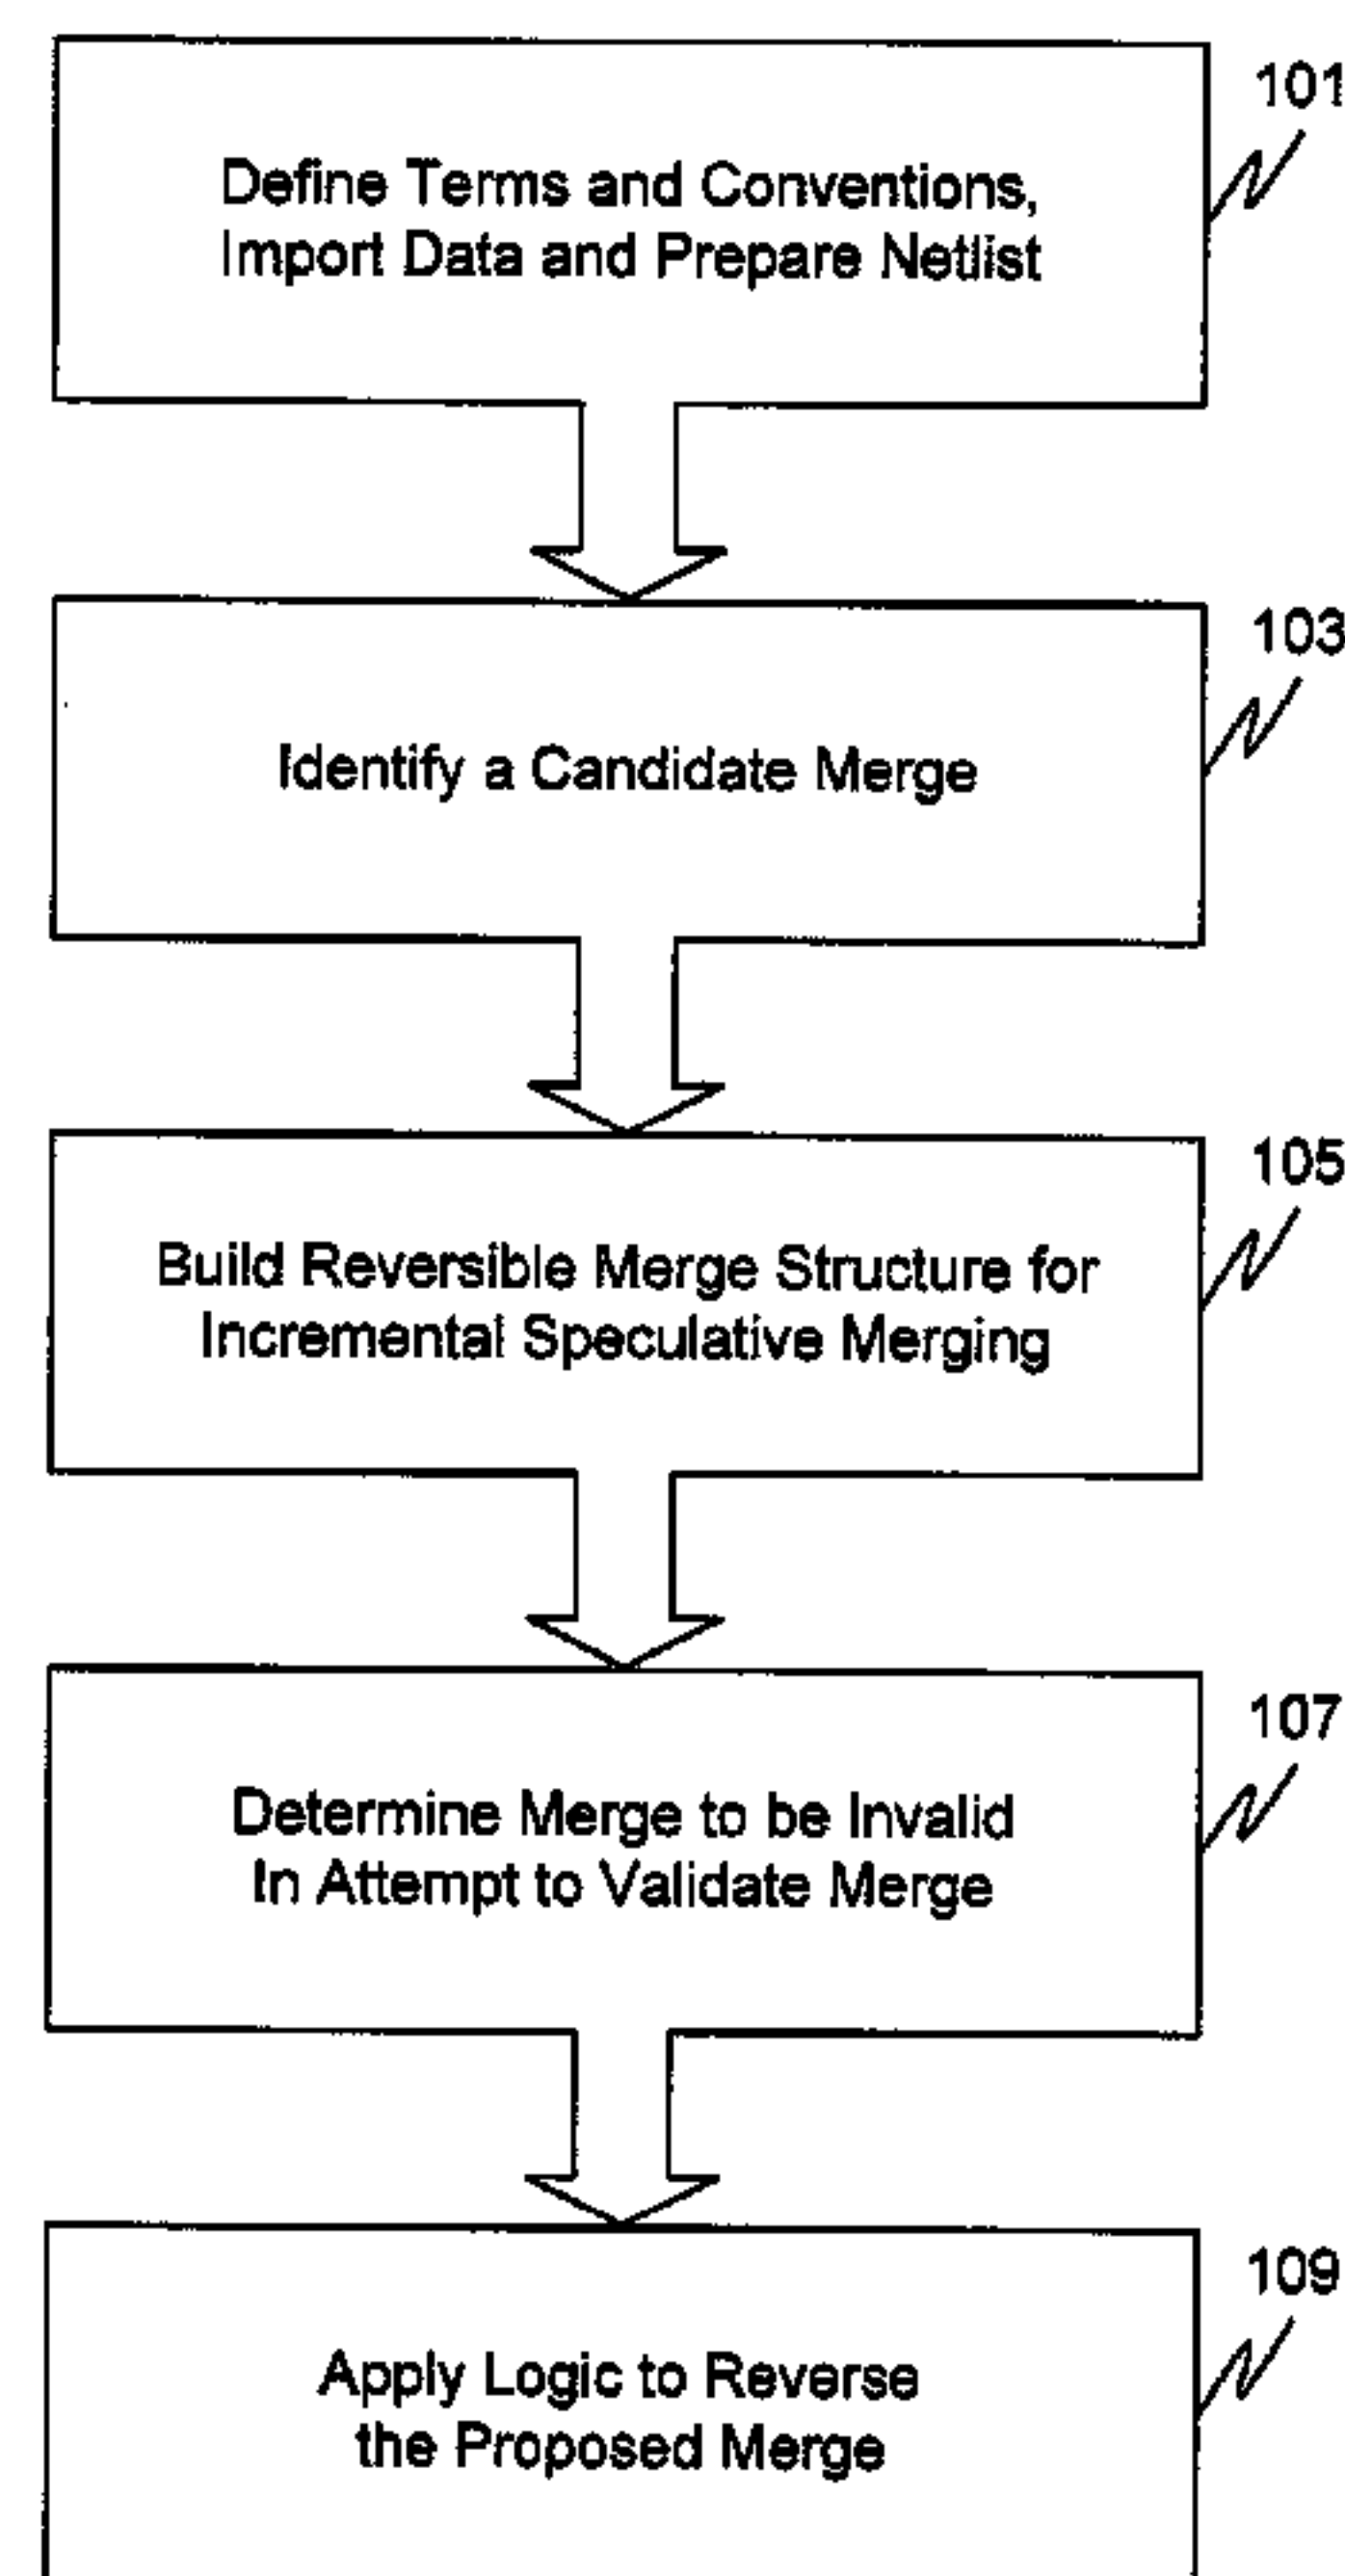 101
Define Terms and Conventions,
Import Data and Prepare Netlist
103
Identify a Candidate Merge
105
Build Reversible Merge Structure for
Incremental Speculative Merging
107
Determine Merge to be Invalid
In Attempt to Validate Merge
109
Apply Logic to Reverse
the Proposed Merge